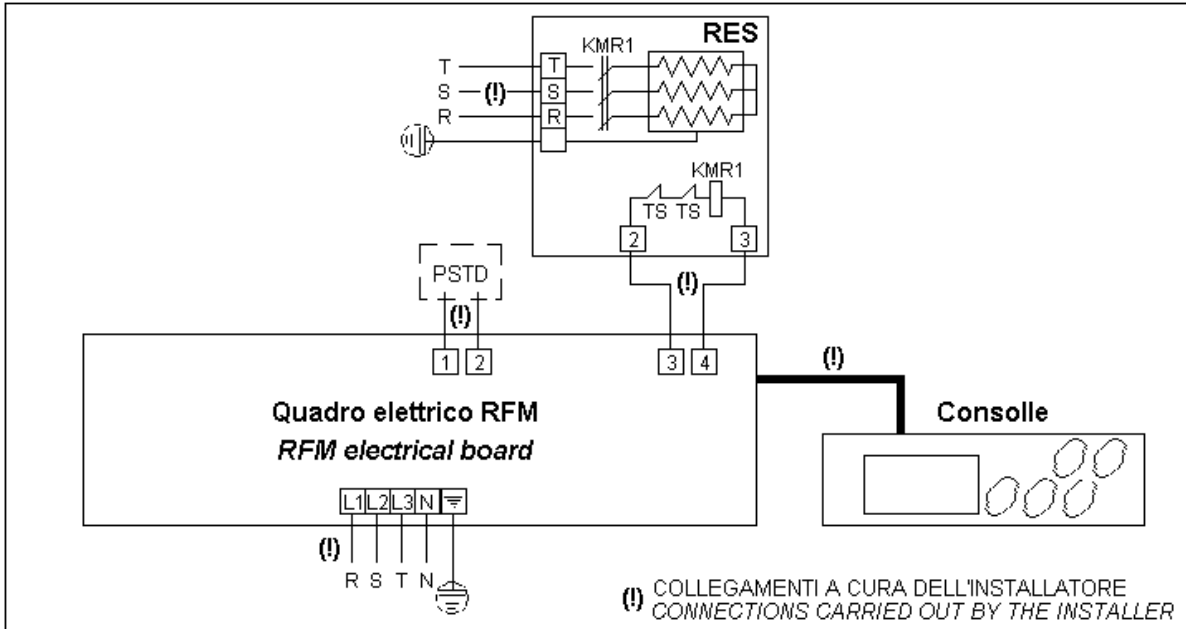 RES
KMR1
T T
S (!) S
R R
KMR1
TS TS
2 3
PSTD
(!)
(!)
1 2 3 4
(!)
Quadro elettrico RFM
RFM electrical board
Consolle
L1 L2 L3 N
(!)
R S T N
(!) COLLEGAMENTI A CURA DELL'INSTALLATORE
CONNECTIONS CARRIED OUT BY THE INSTALLER